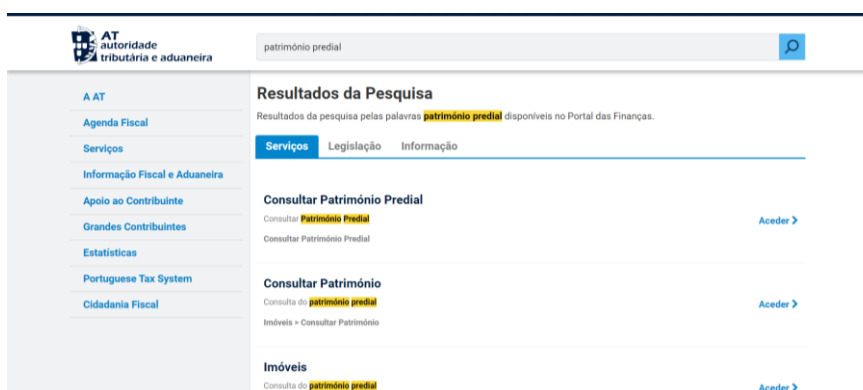 AT
autoridade
tributária e aduaneira
património predial
A AT
Agenda Fiscal
Serviços
Informação Fiscal e Aduaneira
Apoio ao Contribuinte
Grandes Contribuintes
Estatísticas
Portuguese Tax System
Cidadania Fiscal
Resultados da Pesquisa
Resultados da pesquisa pelas palavras património predial disponíveis no Portal das Finanças.
Serviços Legislação Informação
Consultar Património Predial
Consultar Património Predial
Aceder
Consultar Património Predial
Consultar Património
Consulta do património predial
Aceder
Imóveis > Consultar Património
Imóveis
Consulta do património predial
Aceder